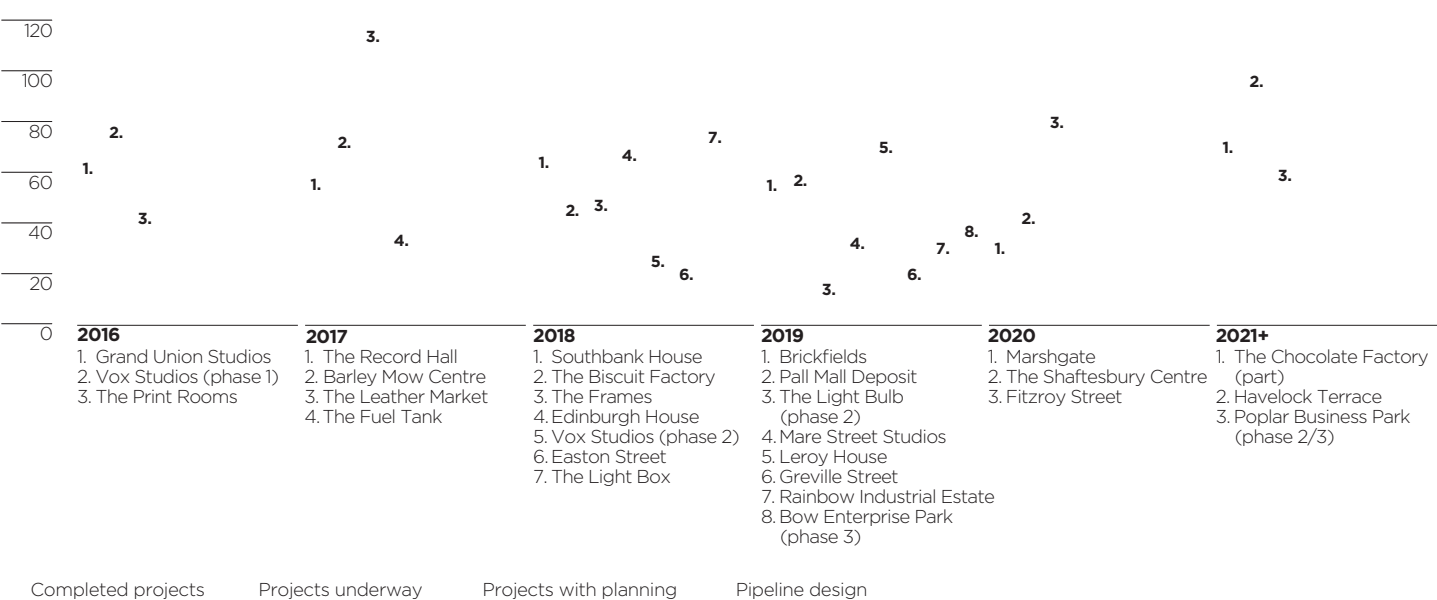 120
100
80
60
40
20
0
1.
2.
3.
1.
2.
3.
4.
1.
2.
3.
4.
5.
6.
7.
1.
2.
3.
4.
5.
6.
7.
8.
1.
2.
3.
1.
2.
3.
2016
1. Grand Union Studios
2. Vox Studios (phase 1)
3. The Print Rooms
2017
1. The Record Hall
2. Barley Mow Centre
3. The Leather Market
4. The Fuel Tank
2018
1. Southbank House
2. The Biscuit Factory
3. The Frames
4. Edinburgh House
5. Vox Studios (phase 2)
6. Easton Street
7. The Light Box
2019
1. Brickfields
2. Pall Mall Deposit
3. The Light Bulb
(phase 2)
4. Mare Street Studios
5. Leroy House
6. Greville Street
7. Rainbow Industrial Estate
8. Bow Enterprise Park
(phase 3)
2020
1. Marshgate
2. The Shaftesbury Centre
3. Fitzroy Street
2021+
1. The Chocolate Factory
(part)
2. Havelock Terrace
3. Poplar Business Park
(phase 2/3)
Completed projects
Projects underway
Projects with planning
Pipeline design